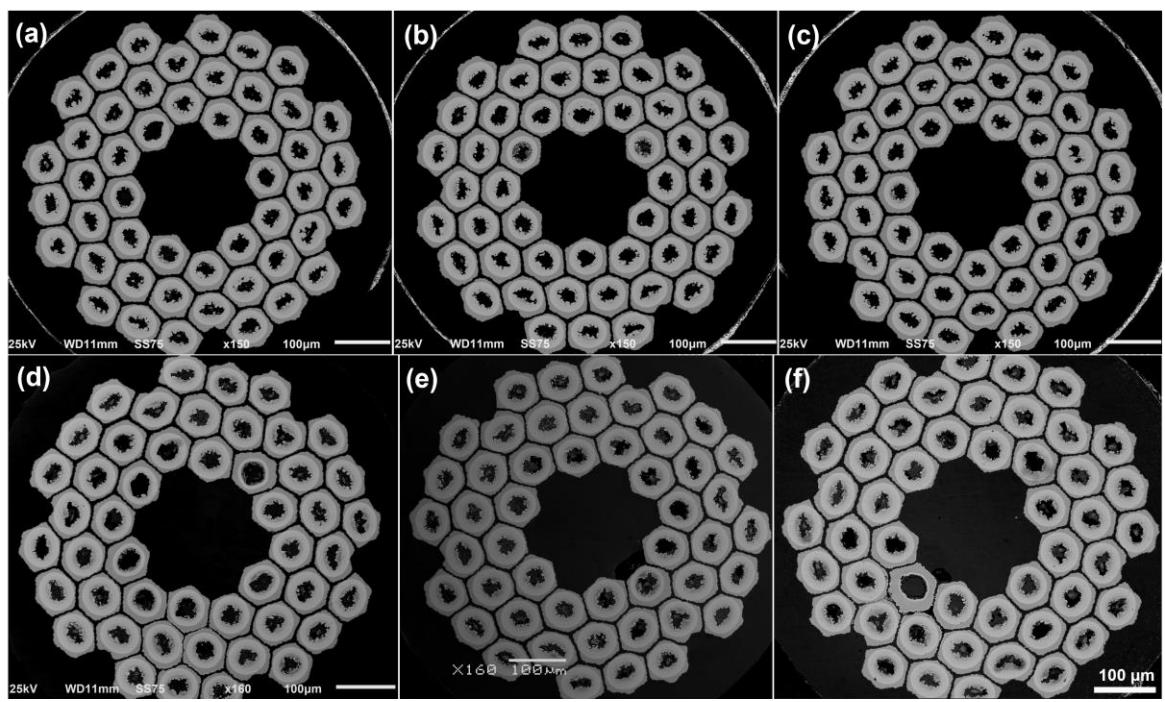 (a)
(b)
(c)
25kV WD11mm SS75 x150 100µm
25kV WD11mm SS75 x150 100µm
25kV WD11mm SS75 x150 100µm
(d)
(e)
(f)
25kV WD11mm SS75 x160 100µm
X160 100µm
100 µm